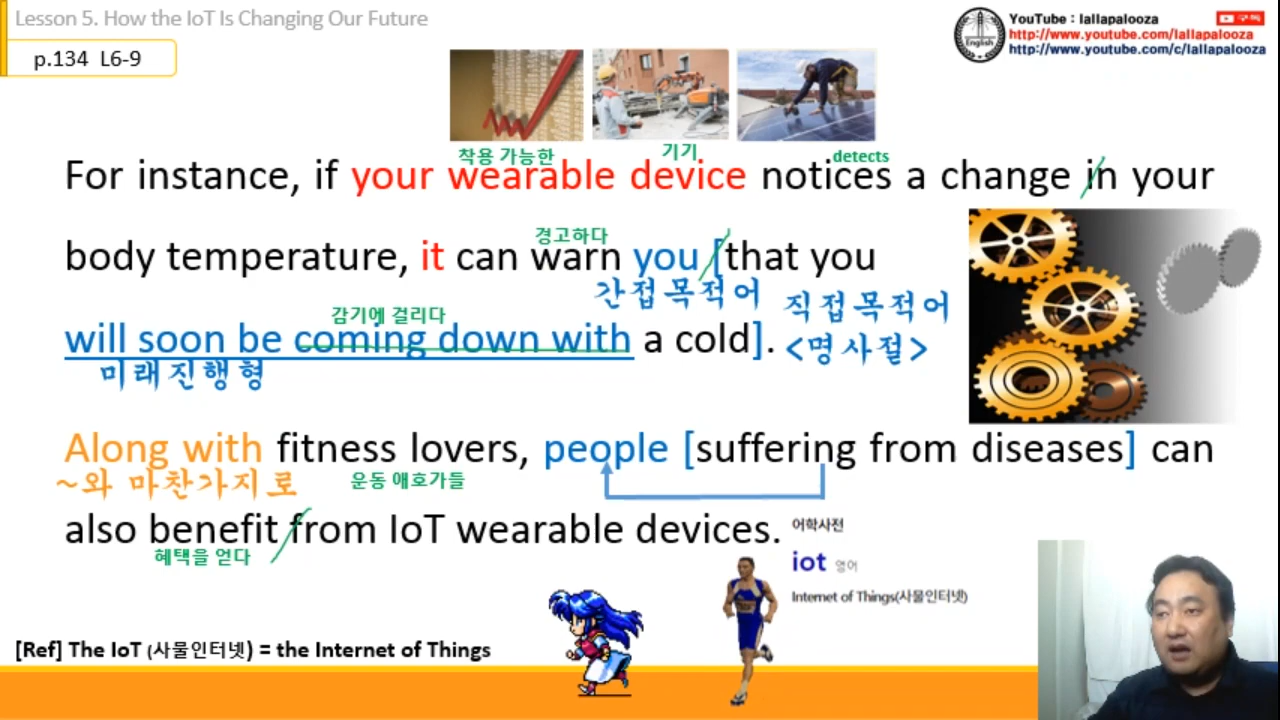 Lesson 5. How the IoT Is Changing Our Future
p.134 L6-9
YouTube : lallapalooza
구독
http://www.youtube.com/lallapalooza
http://www.youtube.com/c/lallapalooza
English
착용 가능한 기기 detects
For instance, if your wearable device notices a change in your
경고하다
body temperature, it can warn you [that you
간접목적어 직접목적어
감기에 걸리다
will soon be coming down with a cold]. <명사절>
미래진행형
Along with fitness lovers, people [suffering from diseases] can
~와 마찬가지로 운동 애호가들
also benefit from IoT wearable devices.
혜택을 얻다
어학사전
iot 영어
Internet of Things(사물인터넷)
[Ref] The IoT (사물인터넷) = the Internet of Things